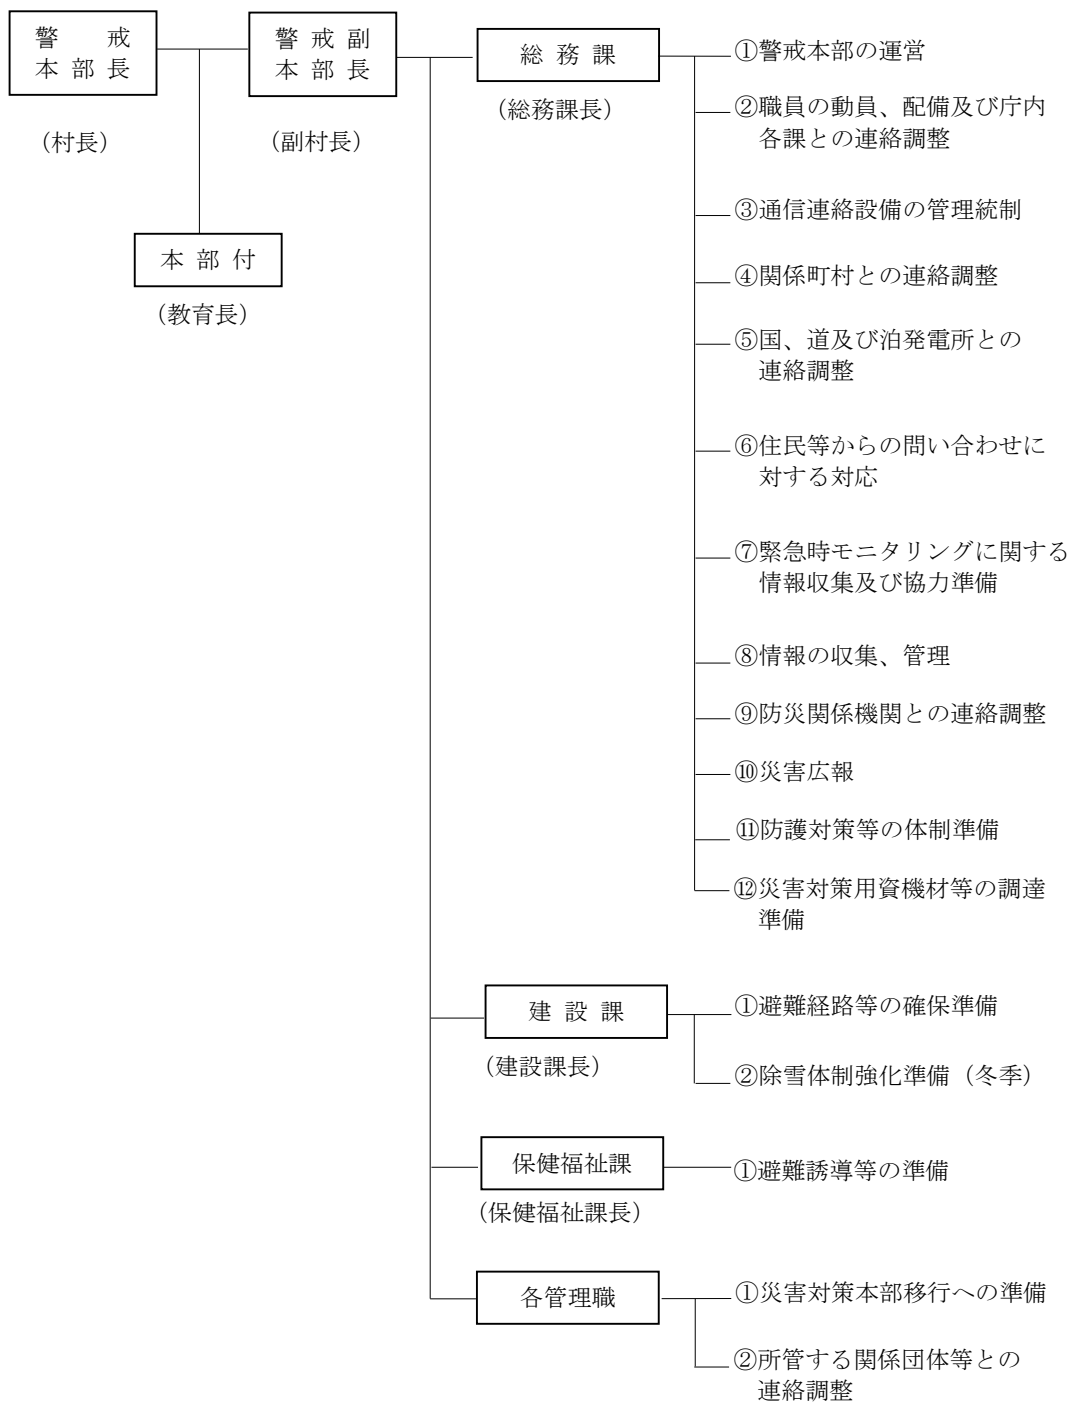 警戒
本部長
（村長）
警戒副
本部長
（副村長）
本部付
（教育長）
総務課
（総務課長）
①警戒本部の運営
②職員の動員、配備及び庁内
各課との連絡調整
③通信連絡設備の管理統制
④関係町村との連絡調整
⑤国、道及び泊発電所との
連絡調整
⑥住民等からの問い合わせに
対する対応
⑦緊急時モニタリングに関する
情報収集及び協力準備
⑧情報の収集、管理
⑨防災関係機関との連絡調整
⑩災害広報
⑪防護対策等の体制準備
⑫災害対策用資機材等の調達
準備
建設課
（建設課長）
①避難経路等の確保準備
②除雪体制強化準備（冬季）
保健福祉課
（保健福祉課長）
①避難誘導等の準備
各管理職
①災害対策本部移行への準備
②所管する関係団体等との
連絡調整